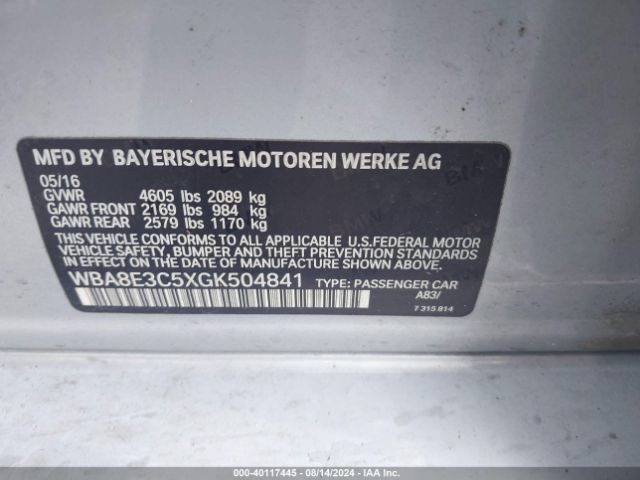 MFD BY BAYERISCHE MOTOREN WERKE AG
05/16
GVWR 4605 lbs 2089 kg
GAWR FRONT 2169 lbs 984 kg
GAWR REAR 2579 lbs 1170 kg
THIS VEHICLE CONFORMS TO ALL APPLICABLE U.S.FEDERAL MOTOR
VEHICLE SAFETY, BUMPER, AND THEFT PREVENTION STANDARDS
IN EFFECT ON THE DATE OF MANUFACTURE SHOWN ABOVE.
WBA8E3C5XGK504841 TYPE: PASSENGER CAR
A83/
7 315 814
000-40117445 - 08/14/2024 - IAA Inc.